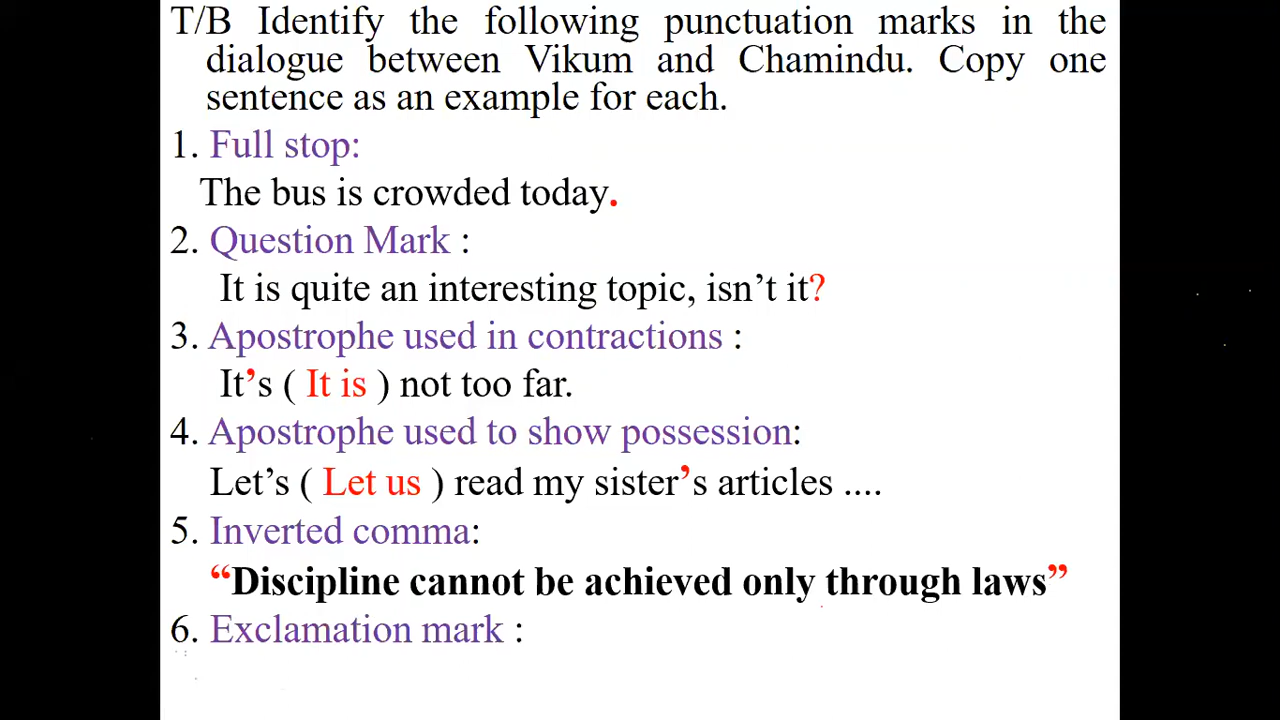 T/B Identify the following punctuation marks in the
dialogue between Vikum and Chamindu. Copy one
sentence as an example for each.
1. Full stop:
The bus is crowded today.
2. Question Mark :
It is quite an interesting topic, isn’t it?
3. Apostrophe used in contractions :
It’s ( It is ) not too far.
4. Apostrophe used to show possession:
Let’s ( Let us ) read my sister’s articles ....
5. Inverted comma:
“Discipline cannot be achieved only through laws”
6. Exclamation mark :